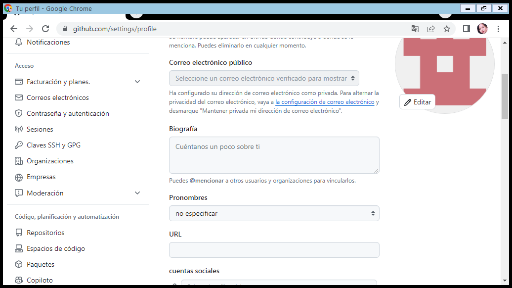 Tu perfil - Google Chrome
github.com/settings/profile
Notificaciones
Acceso
Facturación y planes.
Correos electrónicos
Contraseña y autenticación
Sesiones
Claves SSH y GPG
Organizaciones
Empresas
Moderación
Código, planificación y automatización
Repositorios
Espacios de código
Paquetes
Copiloto
menciona. Puedes eliminarlo en cualquier momento.
Correo electrónico público
Seleccione un correo electrónico verificado para mostrar
Ha configurado su dirección de correo electrónico como privada. Para alternar la
privacidad del correo electrónico, vaya a la configuración de correo electrónico y
desmarque "Mantener privada mi dirección de correo electrónico".
Biografía
Cuéntanos un poco sobre ti
Puedes @mencionar a otros usuarios y organizaciones para vincularlos.
Pronombres
no especificar
URL
cuentas sociales
Editar